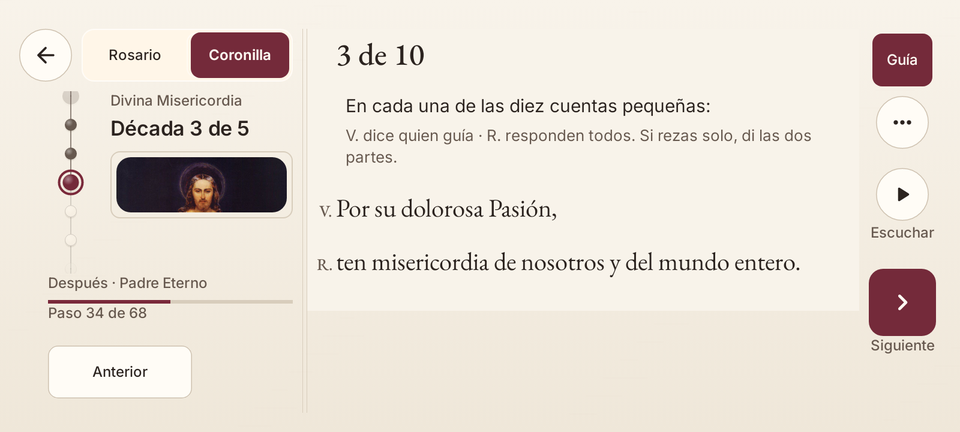 Rosario
Coronilla
Divina Misericordia
Década 3 de 5
Después · Padre Eterno
Paso 34 de 68
Anterior
3 de 10
En cada una de las diez cuentas pequeñas:
V. dice quien guía · R. responden todos. Si rezas solo, di las dos
partes.
V. Por su dolorosa Pasión,
R. ten misericordia de nosotros y del mundo entero.
Guía
Escuchar
Siguiente